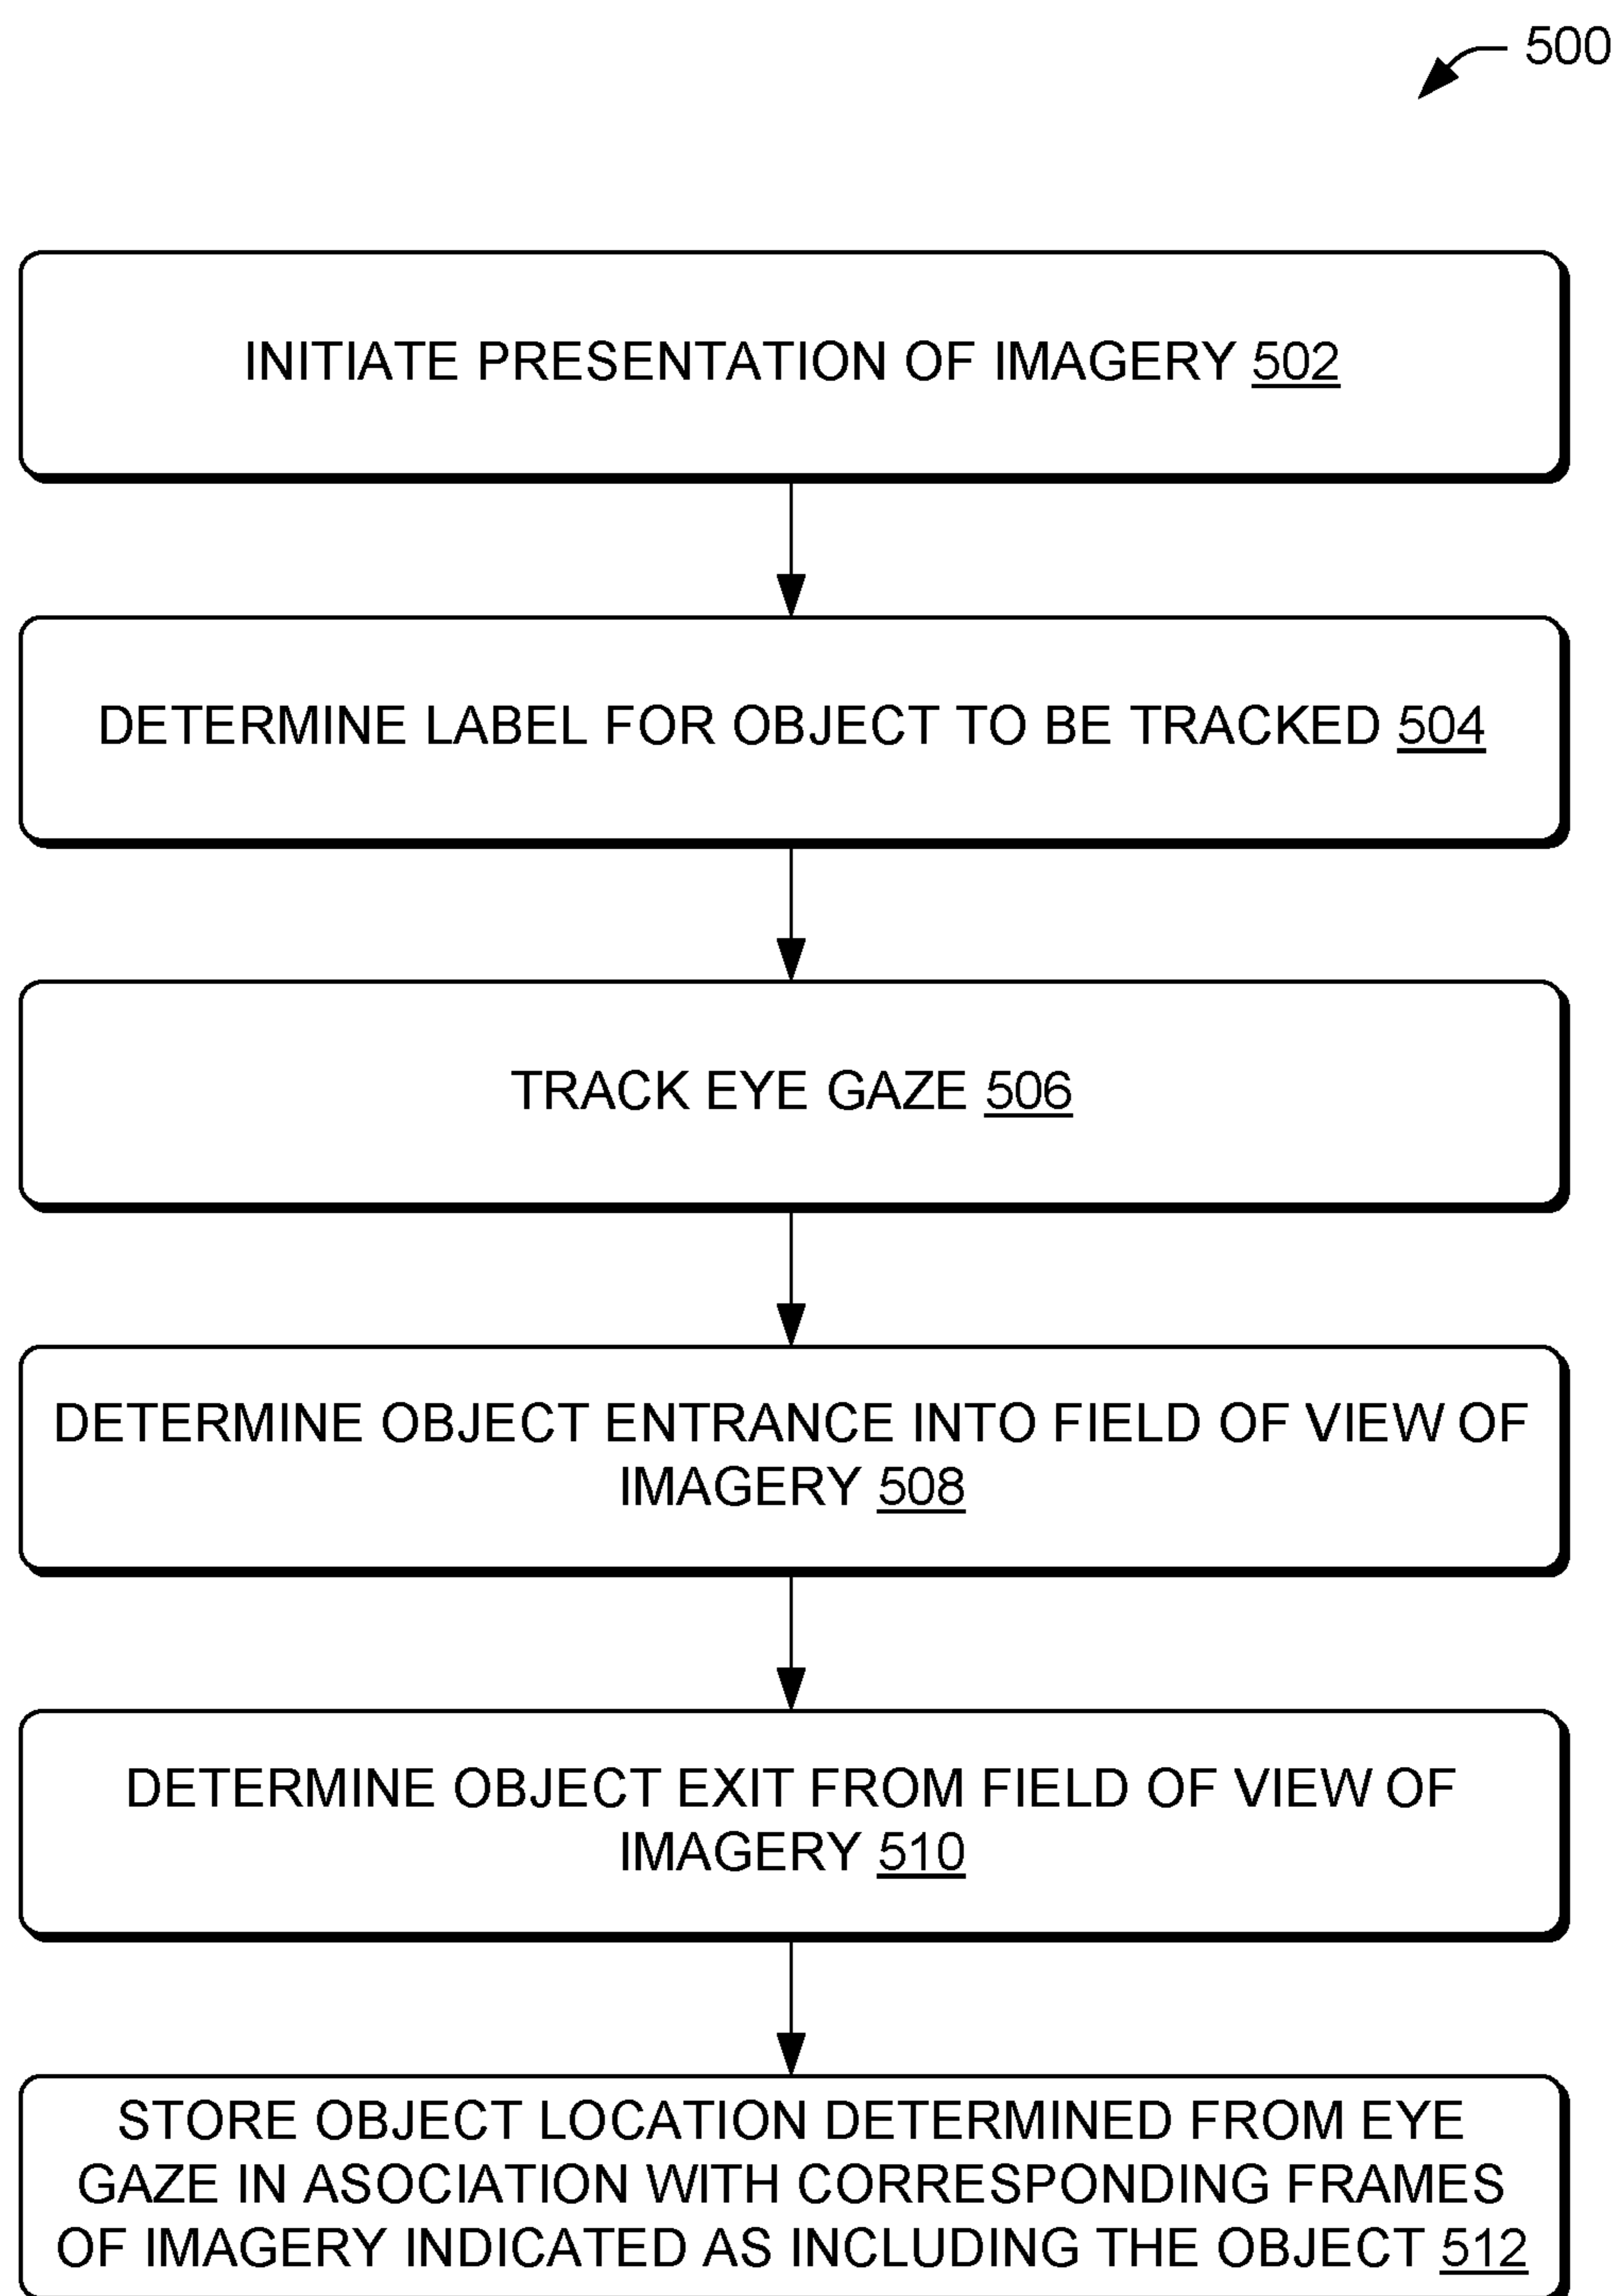 500
INITIATE PRESENTATION OF IMAGERY 502
DETERMINE LABEL FOR OBJECT TO BE TRACKED 504
TRACK EYE GAZE 506
DETERMINE OBJECT ENTRANCE INTO FIELD OF VIEW OF
IMAGERY 508
DETERMINE OBJECT EXIT FROM FIELD OF VIEW OF
IMAGERY 510
STORE OBJECT LOCATION DETERMINED FROM EYE
GAZE IN ASOCIATION WITH CORRESPONDING FRAMES
OF IMAGERY INDICATED AS INCLUDING THE OBJECT 512